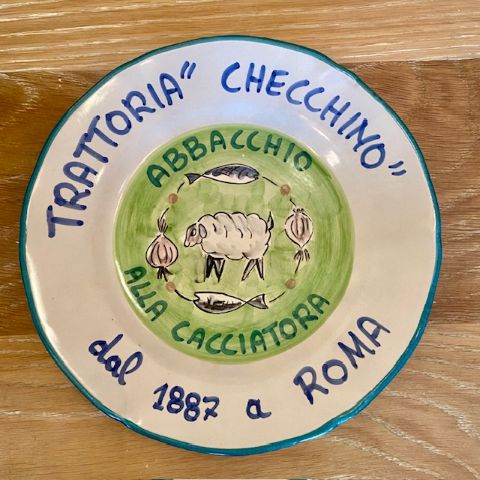 TRATTORIA" CHECCHINO"
ABBACCHIO
ALLA CACCIATORA
dal 1887 a ROMA